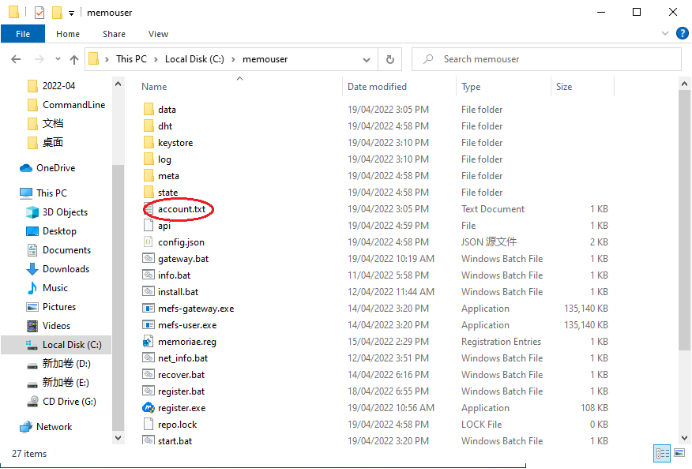 memouser
File Home Share View
This PC Local Disk (C:) memouser
Search memouser
2022-04
CommandLine
文档
桌面
OneDrive
This PC
3D Objects
Desktop
Documents
Downloads
Music
Pictures
Videos
Local Disk (C:)
新加卷 (D:)
新加卷 (E:)
CD Drive (G:)
Network
Name Date modified Type Size
data 19/04/2022 3:05 PM File folder
dht 19/04/2022 4:58 PM File folder
keystore 19/04/2022 3:10 PM File folder
log 19/04/2022 3:10 PM File folder
meta 19/04/2022 4:58 PM File folder
state 19/04/2022 4:58 PM File folder
account.txt 19/04/2022 3:05 PM Text Document 1 KB
api 19/04/2022 4:59 PM File 1 KB
config.json 19/04/2022 4:58 PM JSON 源文件 2 KB
gateway.bat 19/04/2022 10:19 AM Windows Batch File 1 KB
info.bat 11/04/2022 5:58 PM Windows Batch File 1 KB
install.bat 12/04/2022 11:44 AM Windows Batch File 1 KB
mefs-gateway.exe 14/04/2022 3:20 PM Application 135,140 KB
mefs-user.exe 14/04/2022 3:20 PM Application 135,140 KB
memoriae.reg 15/04/2022 2:29 PM Registration Entries 1 KB
net_info.bat 12/04/2022 3:51 PM Windows Batch File 1 KB
recover.bat 14/04/2022 6:16 PM Windows Batch File 1 KB
register.bat 18/04/2022 6:55 PM Windows Batch File 1 KB
register.exe 19/04/2022 10:56 AM Application 108 KB
repo.lock 19/04/2022 4:58 PM LOCK File 0 KB
start.bat 19/04/2022 3:20 PM Windows Batch File 1 KB
27 items